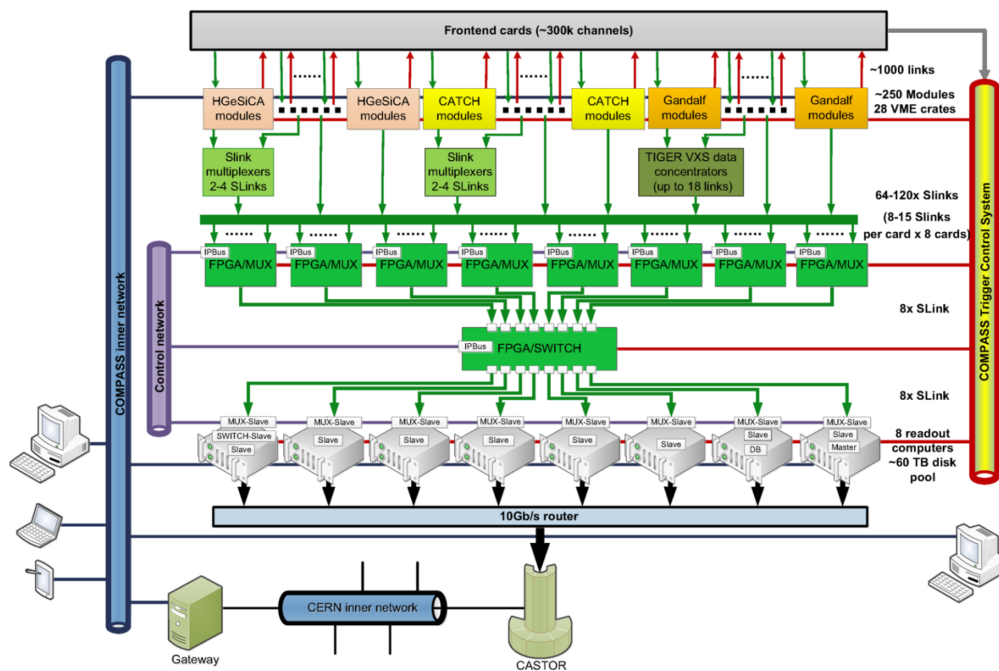 Frontend cards (~300k channels)
~1000 links
~250 Modules
28 VME crates
HGeSiCA
modules
HGeSiCA
modules
CATCH
modules
CATCH
modules
Gandalf
modules
Gandalf
modules
Slink
multiplexers
2-4 SLinks
Slink
multiplexers
2-4 SLinks
TIGER VXS data
concentrators
(up to 18 links)
64-120x Slinks
(8-15 Slinks
per card x 8 cards)
IPBus
FPGA/MUX
IPBus
FPGA/MUX
IPBus
FPGA/MUX
IPBus
FPGA/MUX
IPBus
FPGA/MUX
IPBus
FPGA/MUX
IPBus
FPGA/MUX
IPBus
FPGA/MUX
COMPASS inner network
Control network
COMPASS Trigger Control System
8x SLink
IPBus
FPGA/SWITCH
8x SLink
MUX-Slave
SWITCH-Slave
Slave
MUX-Slave
Slave
MUX-Slave
Slave
MUX-Slave
Slave
MUX-Slave
Slave
MUX-Slave
Slave
MUX-Slave
Slave
DB
MUX-Slave
Slave
Master
8 readout
computers
~60 TB disk
pool
10Gb/s router
CERN inner network
Gateway
CASTOR